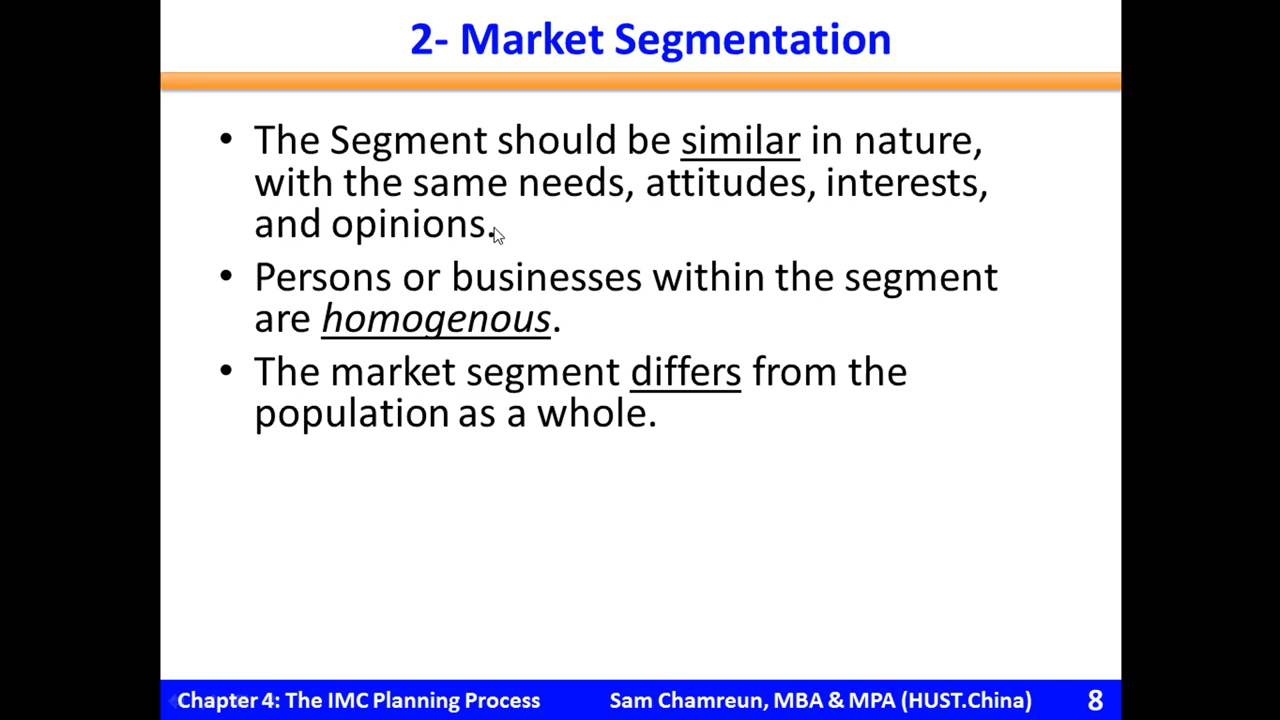 2- Market Segmentation
• The Segment should be similar in nature,
with the same needs, attitudes, interests,
and opinions.
• Persons or businesses within the segment
are homogenous.
• The market segment differs from the
population as a whole.
Chapter 4: The IMC Planning Process Sam Chamreun, MBA & MPA (HUST.China) 8